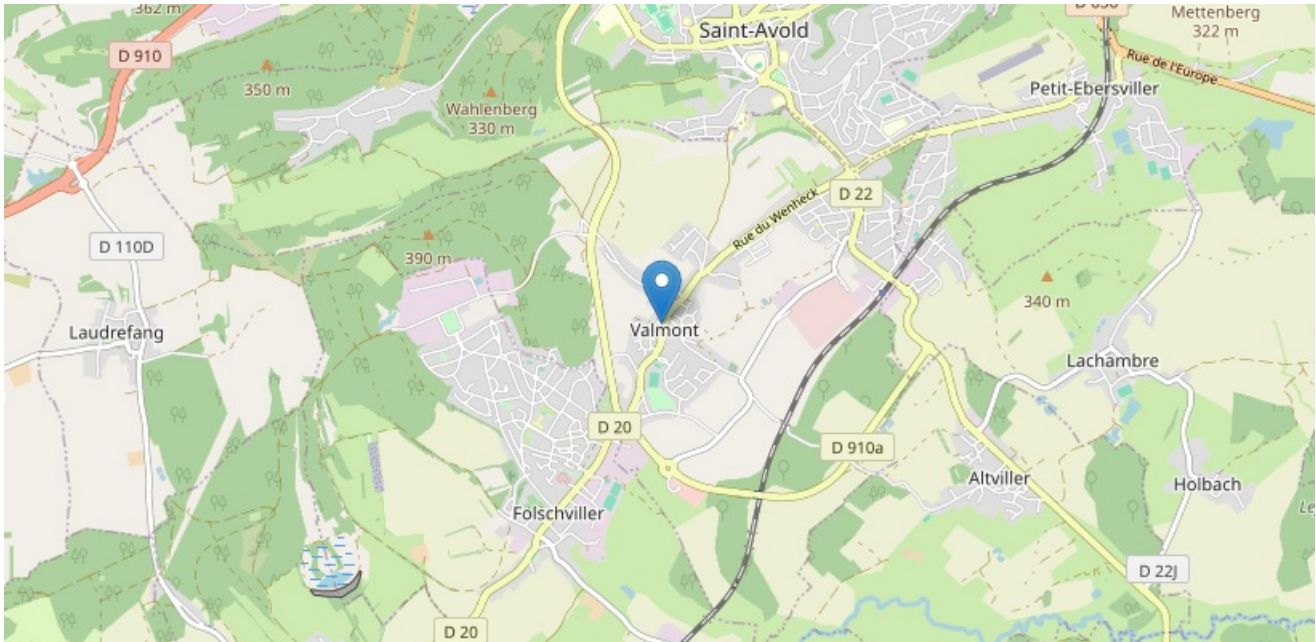 362 m
D 910
350 m
Wahlenberg
330 m
Saint-Avold
Mettenberg
322 m
Rue de l'Europe
Petit-Ebersviller
D 22
Rue du Wenheck
D 110D
390 m
340 m
Laudrefang
Valmont
Lachambre
D 20
D 910a
Altviller
Holbach
Folschviller
D 22J
D 20